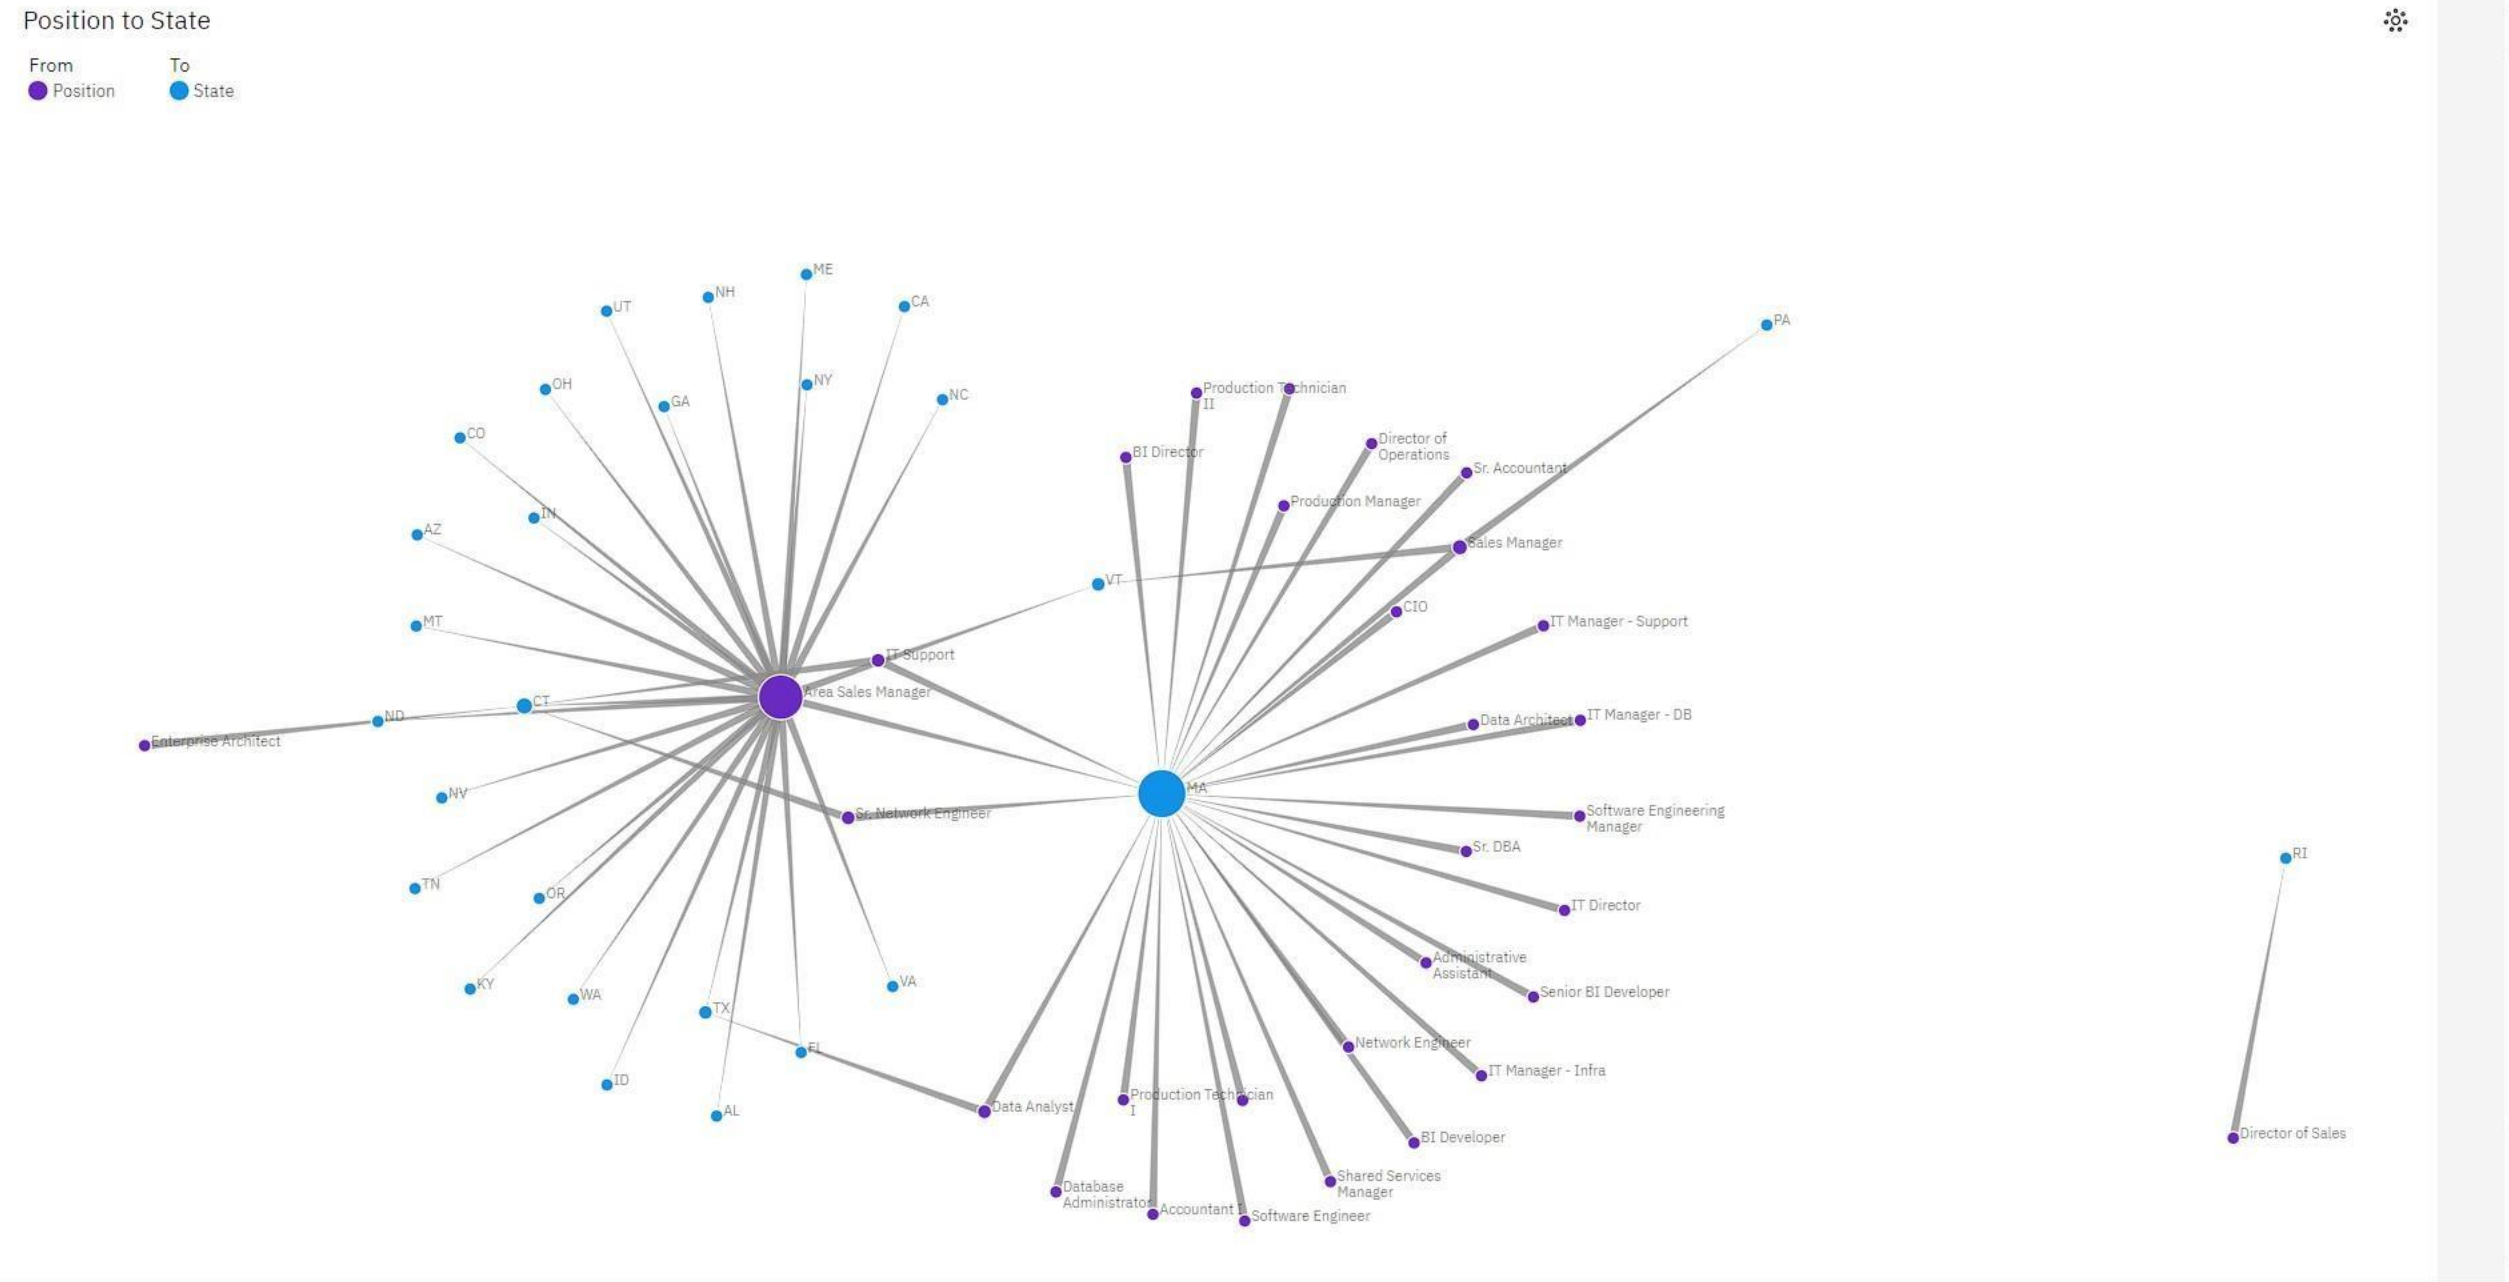 Position to State
From To
Position State
ME
NH
CA
UT
PA
NY
OH
Production Technician
II
NC
GA
CO
Director of
Operations
BI Director
Sr. Accountant
Production Manager
IN
AZ
Sales Manager
VT
CIO
MT
IT Manager - Support
IT Support
Area Sales Manager
CT
IT Manager - DB
ND
Data Architect
Enterprise Architect
MA
NV
Sr. Network Engineer
Software Engineering
Manager
Sr. DBA
RI
TN
OR
IT Director
Administrative
Assistant
VA
KY
Senior BI Developer
WA
TX
Network Engineer
FL
IT Manager - Infra
ID
Production Technician
I
Data Analyst
AL
Director of Sales
BI Developer
Shared Services
Manager
Database
Administrator
Accountant I
Software Engineer